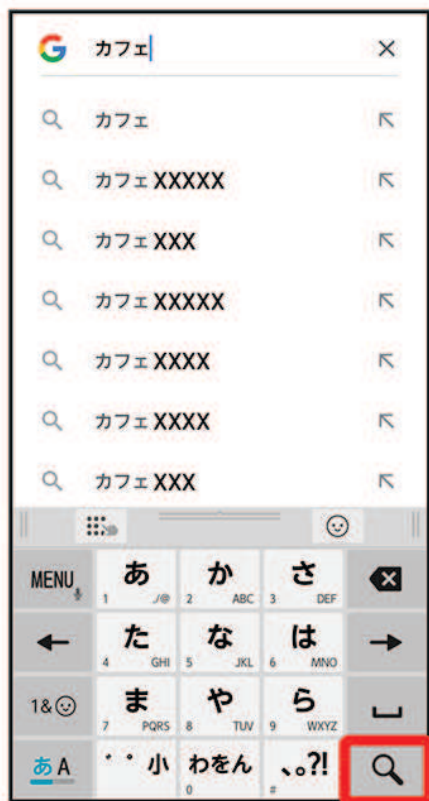 カフェ
カフェ
カフェXXXXX
カフェXXX
カフェXXXXX
カフェXXXX
カフェXXXX
カフェXXX
MENU あ か さ
1 ./@ 2 ABC 3 DEF
た な は
4 GHI 5 JKL 6 MNO
1& ま や ら
7 PQRS 8 TUV 9 WXYZ
あA ゛゜小 わをん 、。?!
0 #